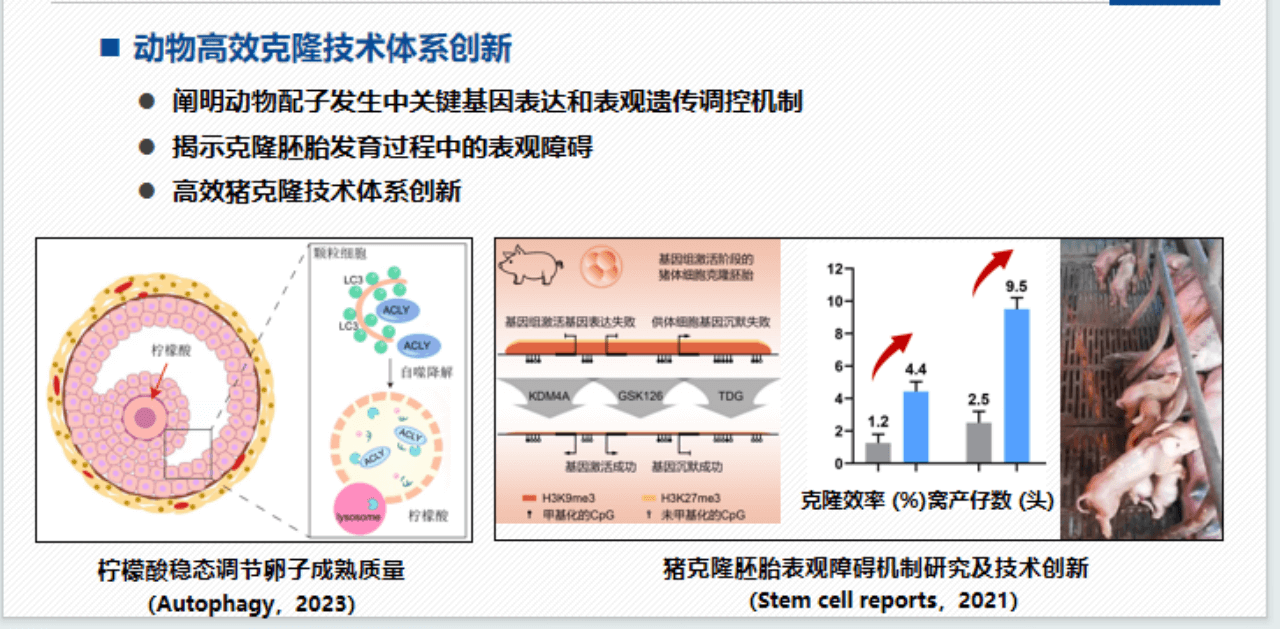 动物高效克隆技术体系创新
阐明动物配子发生中关键基因表达和表观遗传调控机制
揭示克隆胚胎发育过程中的表观障碍
高效猪克隆技术体系创新
颗粒细胞
LC3
ACLY
LC3
ACLY
柠檬酸
自噬降解
ACLY
ACLY
lysosome
柠檬酸
柠檬酸稳态调节卵子成熟质量
(Autophagy,2023)
基因组激活阶段的
猪体细胞克隆胚胎
基因组激活基因表达失败 供体细胞基因沉默失败
KDM4A GSK126 TDG
基因激活成功 基因沉默成功
H3K9me3 H3K27me3
甲基化的CpG 未甲基化的CpG
12
10
8
6
4
2
0
1.2
4.4
2.5
9.5
克隆效率 (%)窝产仔数 (头)
猪克隆胚胎表观障碍机制研究及技术创新
(Stem cell reports,2021)